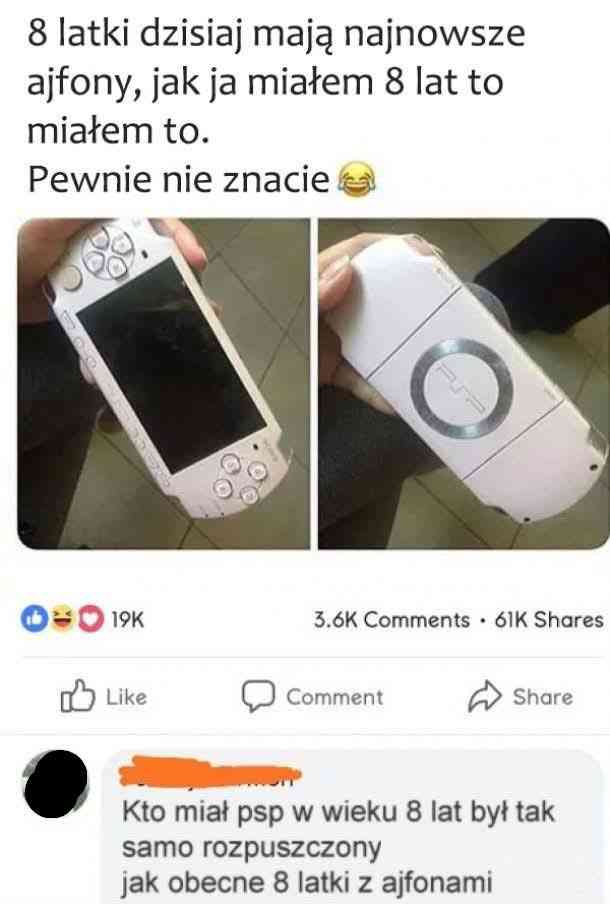 8 latki dzisiaj mają najnowsze
ajfony, jak ja miałem 8 lat to
miałem to.
Pewnie nie znacie 😂
PSP
19K
3.6K Comments • 61K Shares
Like
Comment
Share
Kto miał psp w wieku 8 lat był tak
samo rozpuszczony
jak obecne 8 latki z ajfonami